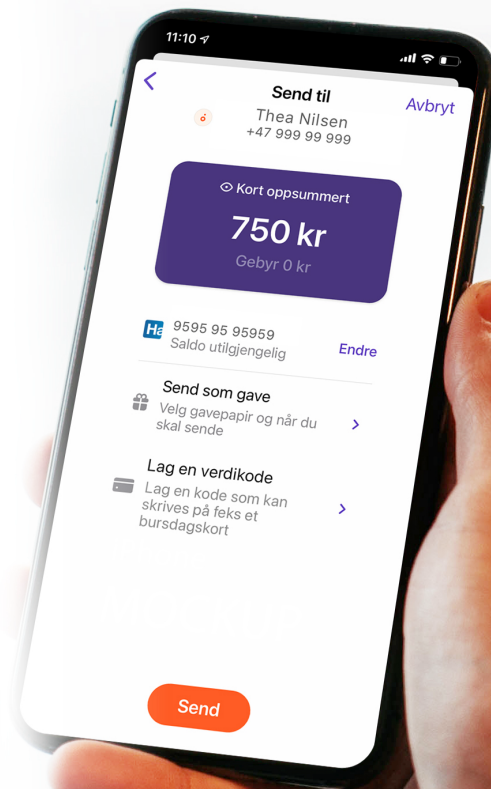 11:10
Send til
Avbryt
Thea Nilsen
+47 999 99 999
Kort oppsummert
750 kr
Gebyr 0 kr
Ha
9595 95 95959
Saldo utilgjengelig
Endre
Send som gave
Velg gavepapir og når du
skal sende
Lag en verdikode
Lag en kode som kan
skrives på feks et
bursdagskort
Send